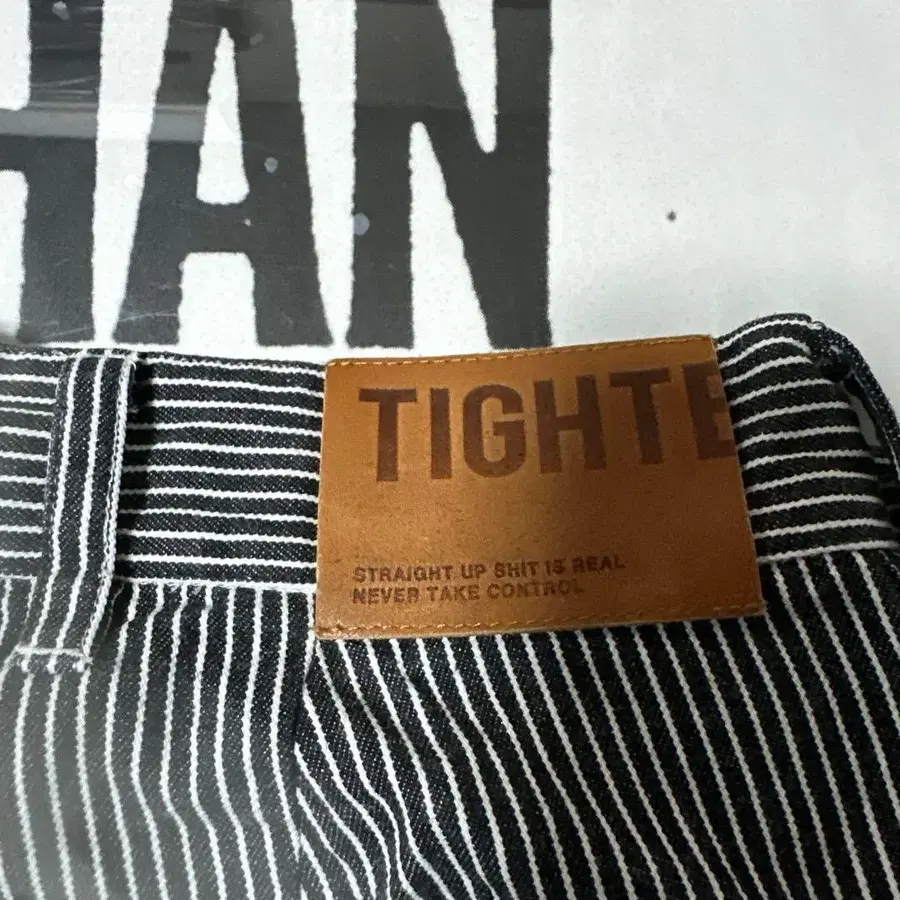 HAN
TIGHTE
STRAIGHT UP SHIT IS REAL
NEVER TAKE CONTROL